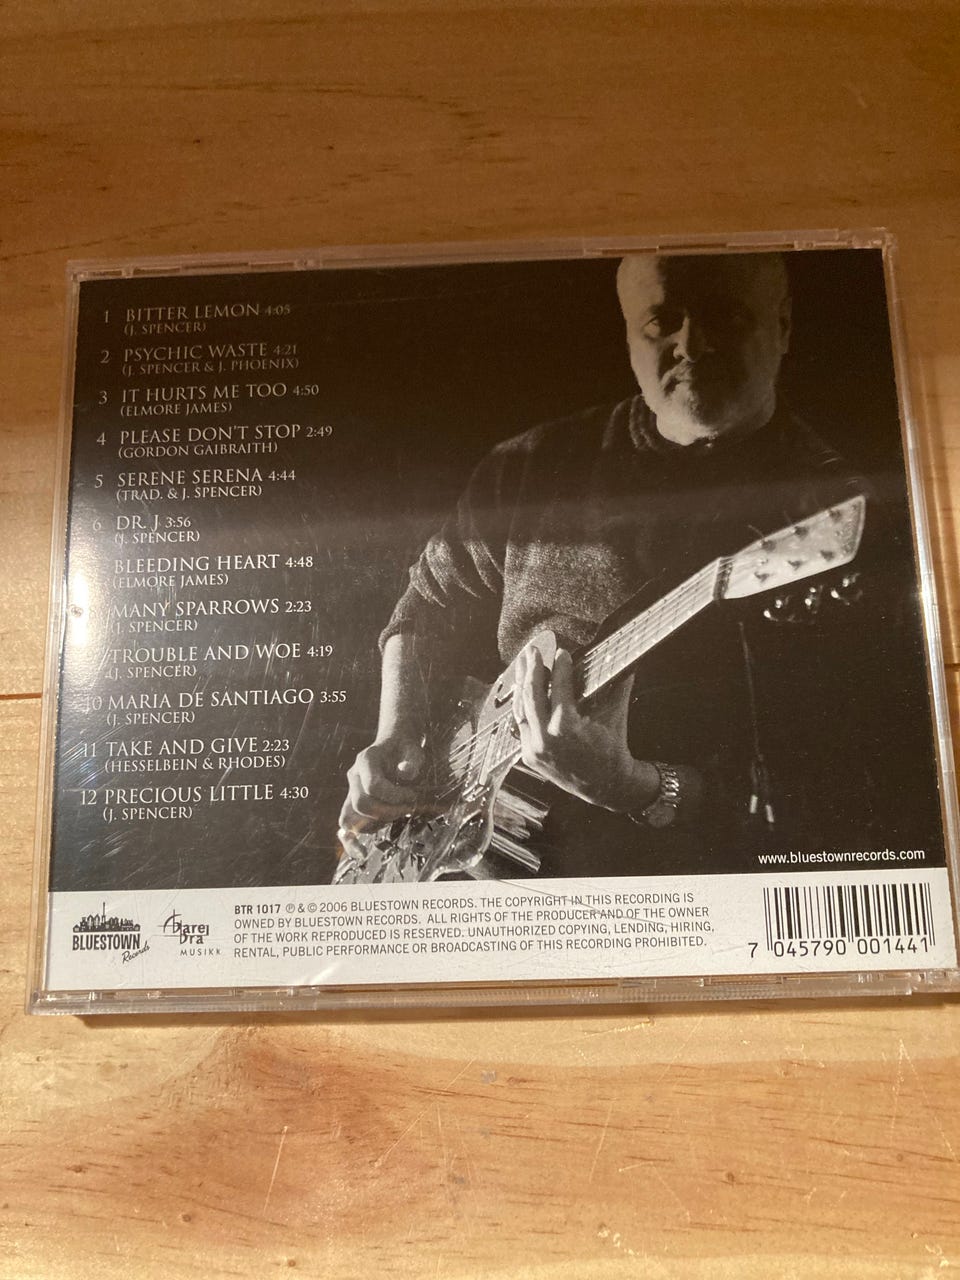 1 BITTER LEMON 4:05
(J. SPENCER)
2 PSYCHIC WASTE 4:21
(J. SPENCER & J. PHOENIX)
3 IT HURTS ME TOO 4:50
(ELMORE JAMES)
4 PLEASE DON'T STOP 2:49
(GORDON GAIBRAITH)
5 SERENE SERENA 4:44
(TRAD. & J. SPENCER)
6 DR. J 3:56
(J. SPENCER)
BLEEDING HEART 4:48
(ELMORE JAMES)
8 MANY SPARROWS 2:23
(J. SPENCER)
TROUBLE AND WOE 4:19
(J. SPENCER)
10 MARIA DE SANTIAGO 3:55
(J. SPENCER)
11 TAKE AND GIVE 2:23
(HESSELBEIN & RHODES)
12 PRECIOUS LITTLE 4:30
(J. SPENCER)
www.bluestownrecords.com
BLUESTOWN
Records
Bare
Bra
MUSIKK
BTR 1017 ℗ & © 2006 BLUESTOWN RECORDS. THE COPYRIGHT IN THIS RECORDING IS
OWNED BY BLUESTOWN RECORDS. ALL RIGHTS OF THE PRODUCER AND OF THE OWNER
OF THE WORK REPRODUCED IS RESERVED. UNAUTHORIZED COPYING, LENDING, HIRING,
RENTAL, PUBLIC PERFORMANCE OR BROADCASTING OF THIS RECORDING PROHIBITED.
7 045790 001441